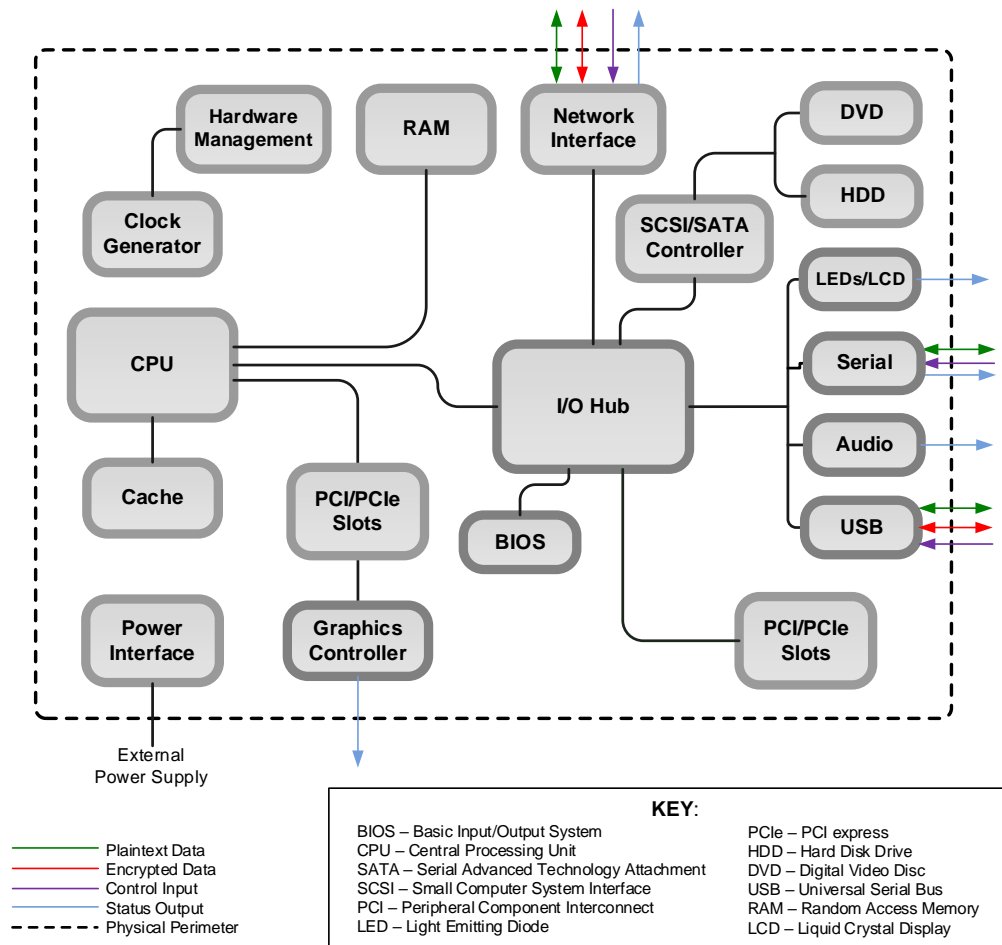 Hardware
Management
RAM
Network
Interface
DVD
HDD
Clock
Generator
SCSI/SATA
Controller
LEDs/LCD
CPU
I/O Hub
Serial
Audio
Cache
PCI/PCIe
Slots
BIOS
USB
Power
Interface
Graphics
Controller
PCI/PCIe
Slots
External
Power Supply
Plaintext Data
Encrypted Data
Control Input
Status Output
Physical Perimeter
KEY:
BIOS – Basic Input/Output System
CPU – Central Processing Unit
SATA – Serial Advanced Technology Attachment
SCSI – Small Computer System Interface
PCI – Peripheral Component Interconnect
LED – Light Emitting Diode
PCIe – PCI express
HDD – Hard Disk Drive
DVD – Digital Video Disc
USB – Universal Serial Bus
RAM – Random Access Memory
LCD – Liquid Crystal Display